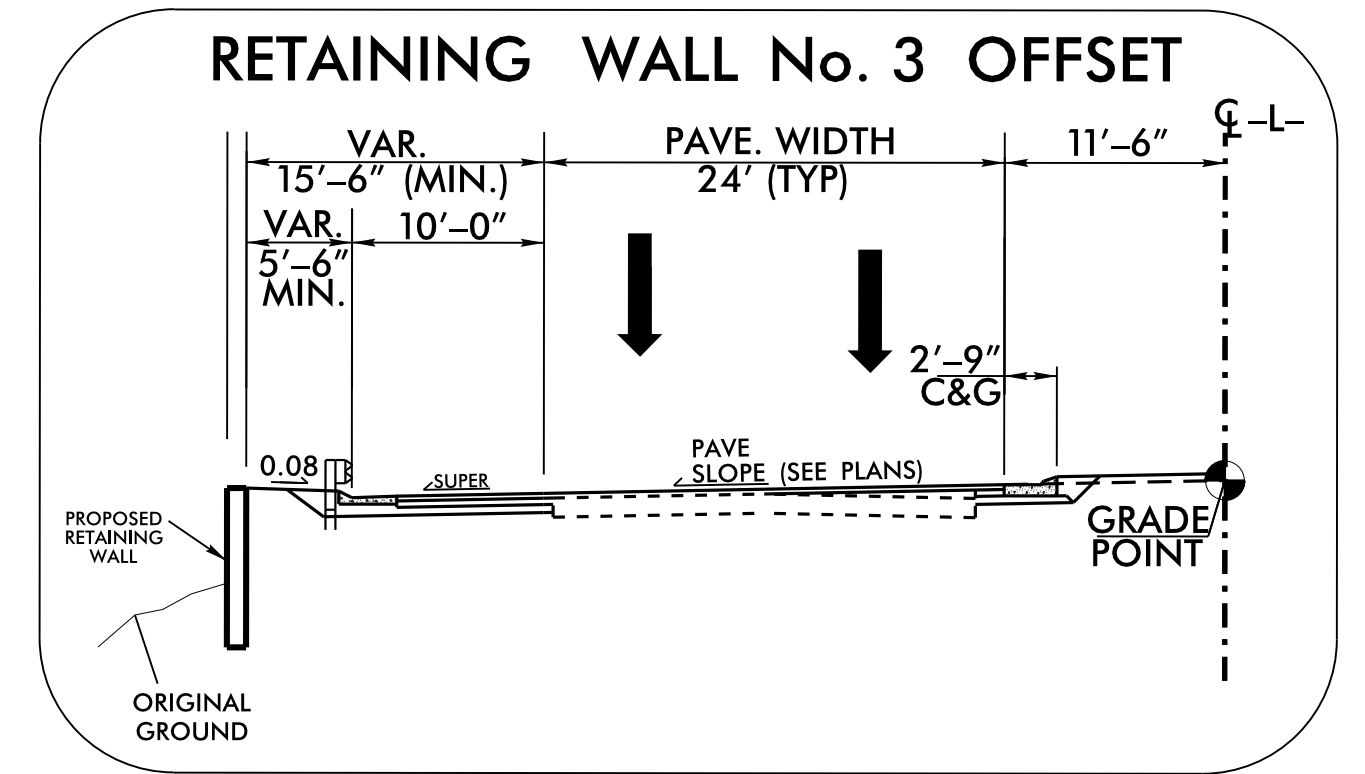 RETAINING WALL No. 3 OFFSET
℄ –L–
VAR.
15'–6" (MIN.)
PAVE. WIDTH
24' (TYP)
11'–6"
VAR.
5'–6"
MIN.
10'–0"
2'–9"
C&G
0.08
SUPER
PAVE
SLOPE (SEE PLANS)
PROPOSED
RETAINING
WALL
GRADE
POINT
ORIGINAL
GROUND